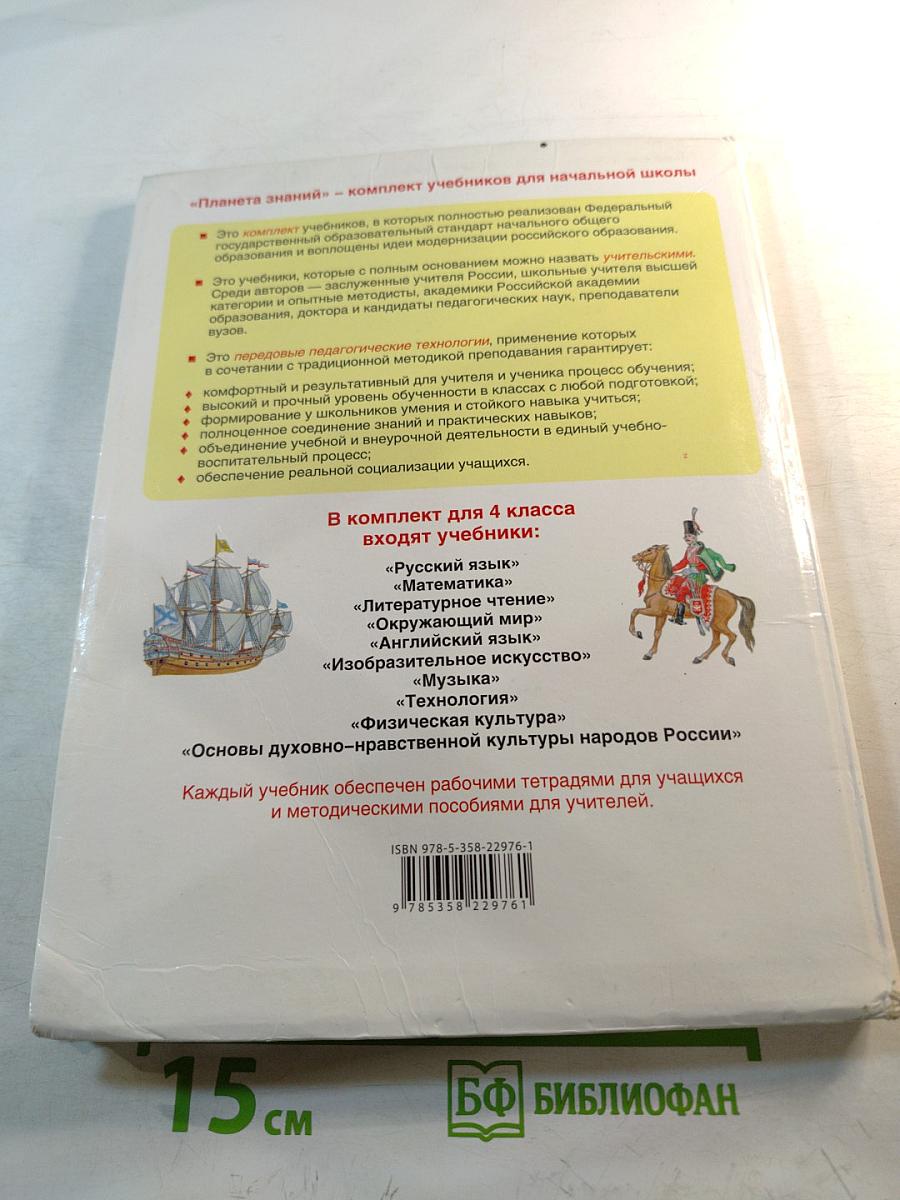 «Планета знаний» – комплект учебников для начальной школы
Это комплект учебников, в которых полностью реализован Федеральный
государственный образовательный стандарт начального общего
образования и воплощены идеи модернизации российского образования.
Это учебники, которые с полным основанием можно назвать учительскими.
Среди авторов — заслуженные учителя России, школьные учителя высшей
категории и опытные методисты, академики Российской академии
образования, доктора и кандидаты педагогических наук, преподаватели
вузов.
Это передовые педагогические технологии, применение которых
в сочетании с традиционной методикой преподавания гарантирует:
комфортный и результативный для учителя и ученика процесс обучения;
высокий и прочный уровень обученности в классах с любой подготовкой;
формирование у школьников умения и стойкого навыка учиться;
полноценное соединение знаний и практических навыков;
объединение учебной и внеурочной деятельности в единый учебно-
воспитательный процесс;
обеспечение реальной социализации учащихся.
В комплект для 4 класса
входят учебники:
«Русский язык»
«Математика»
«Литературное чтение»
«Окружающий мир»
«Английский язык»
«Изобразительное искусство»
«Музыка»
«Технология»
«Физическая культура»
«Основы духовно–нравственной культуры народов России»
Каждый учебник обеспечен рабочими тетрадями для учащихся
и методическими пособиями для учителей.
ISBN 978-5-358-22976-1
9 785358 229761
15 см
БФ БИБЛИОФАН